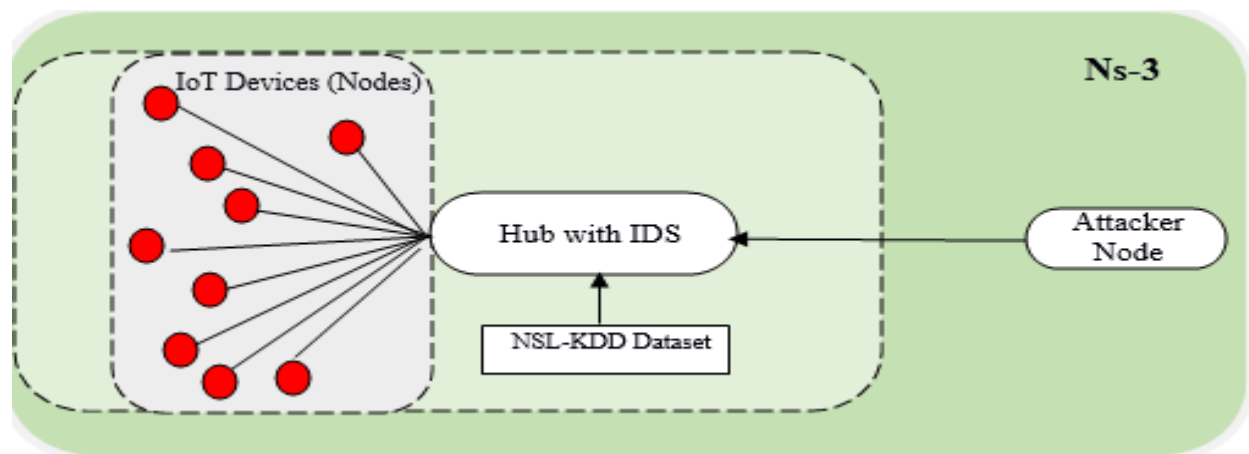 IoT Devices (Nodes)
Ns-3
Hub with IDS
Attacker
Node
NSL-KDD Dataset